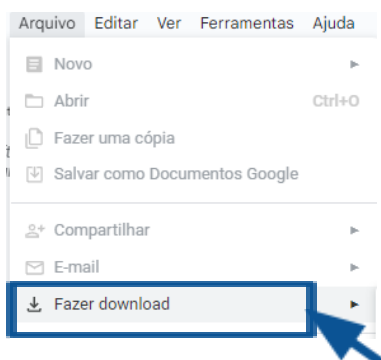 Arquivo Editar Ver Ferramentas Ajuda
Novo
Abrir Ctrl+O
Fazer uma cópia
Salvar como Documentos Google
Compartilhar
E-mail
Fazer download